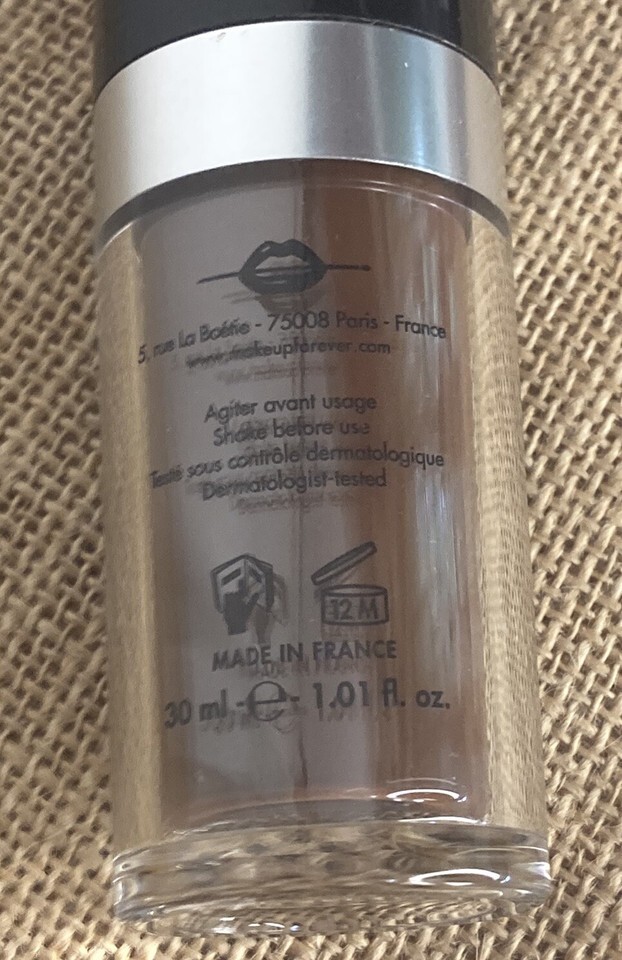 5, rue La Boétie - 75008 Paris - France
www.makeupforever.com
Agiter avant usage
Shake before use
Testé sous contrôle dermatologique
Dermatologist-tested
12 M
MADE IN FRANCE
30 ml - e - 1.01 fl. oz.